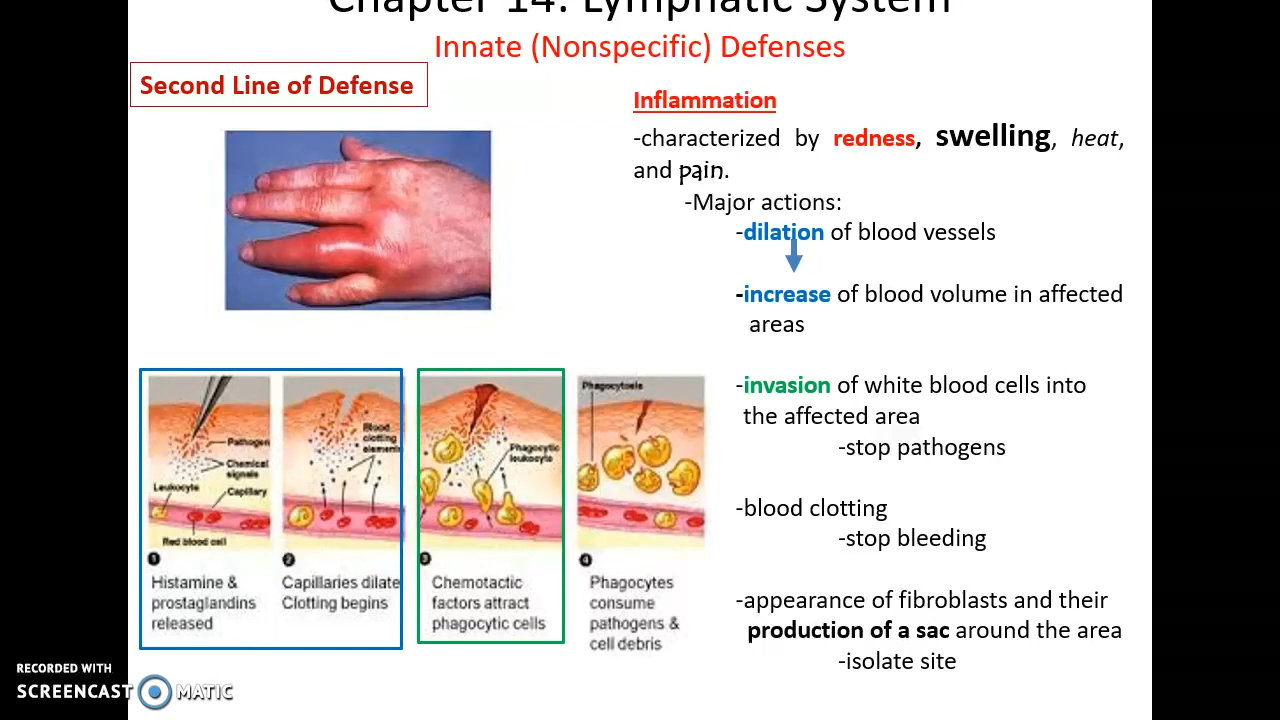 Chapter 14: Lymphatic System
Innate (Nonspecific) Defenses
Second Line of Defense
Inflammation
-characterized by redness, swelling, heat,
and pain.
-Major actions:
-dilation of blood vessels
-increase of blood volume in affected
areas
-invasion of white blood cells into
the affected area
-stop pathogens
-blood clotting
-stop bleeding
-appearance of fibroblasts and their
production of a sac around the area
-isolate site
Pathogen
Chemical
signals
Leukocyte
Capillary
Red blood cell
1
Histamine &
prostaglandins
released
Blood
clotting
elements
2
Capillaries dilate
Clotting begins
Phagocytic
leukocyte
3
Chemotactic
factors attract
phagocytic cells
Phagocytosis
4
Phagocytes
consume
pathogens &
cell debris
RECORDED WITH
SCREENCAST MATIC